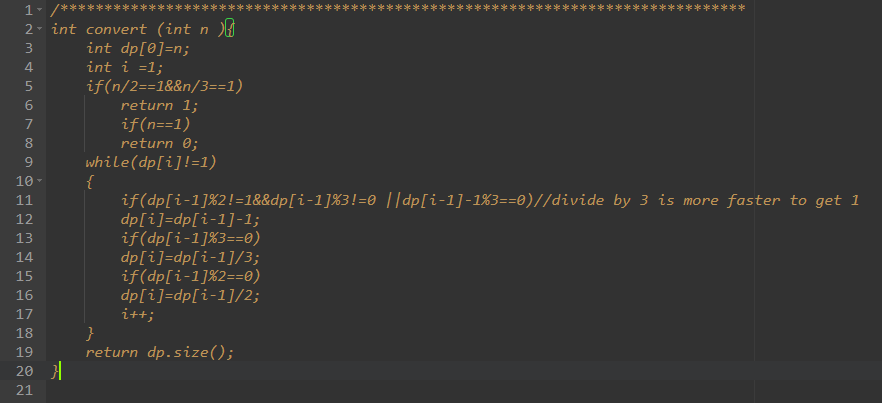 1 /******************************************************************************
2 int convert (int n ){
3 int dp[0]=n;
4 int i =1;
5 if(n/2==1&&n/3==1)
6 return 1;
7 if(n==1)
8 return 0;
9 while(dp[i]!=1)
10 {
11 if(dp[i-1]%2!=1&&dp[i-1]%3!=0 ||dp[i-1]-1%3==0)//divide by 3 is more faster to get 1
12 dp[i]=dp[i-1]-1;
13 if(dp[i-1]%3==0)
14 dp[i]=dp[i-1]/3;
15 if(dp[i-1]%2==0)
16 dp[i]=dp[i-1]/2;
17 i++;
18 }
19 return dp.size();
20 }
21